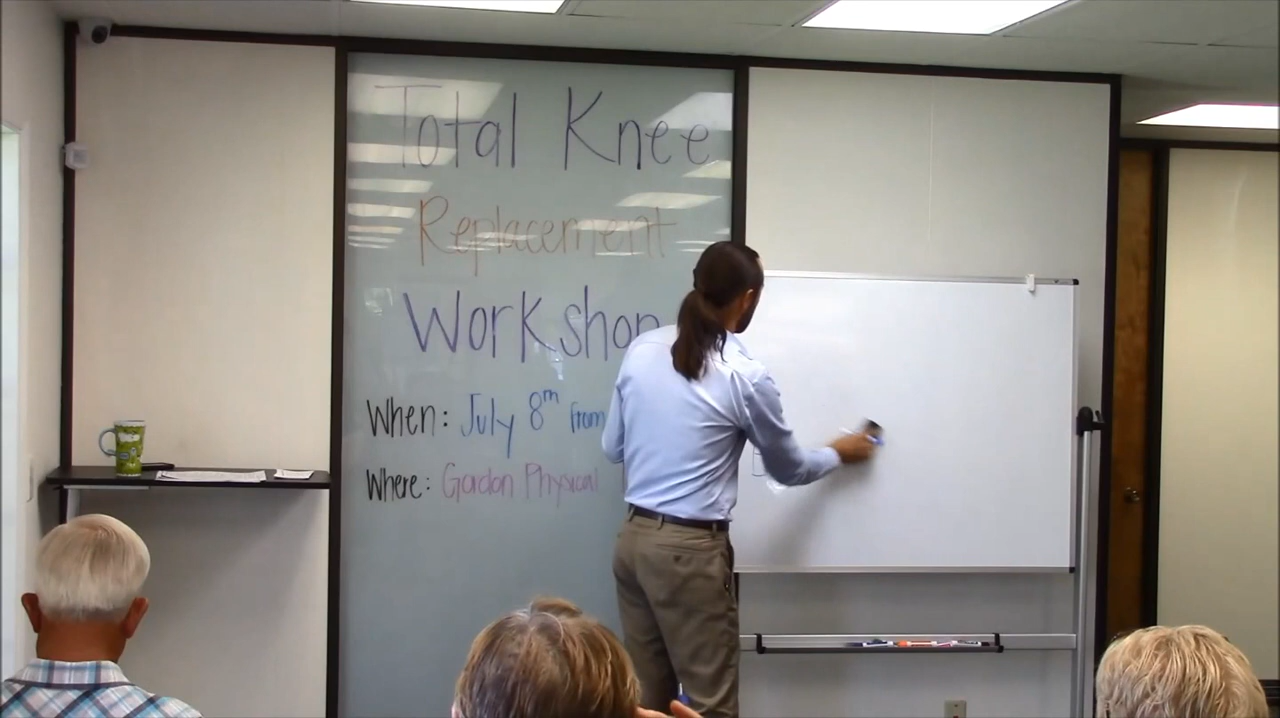 Total Knee
Replacement
Workshop
When: July 8th from
Where: Gordon Physical